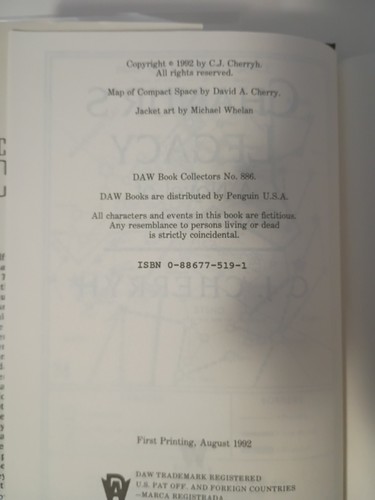 Copyright © 1992 by C.J. Cherryh.
All rights reserved.
Map of Compact Space by David A. Cherry.
Jacket art by Michael Whelan
DAW Book Collectors No. 886.
DAW Books are distributed by Penguin U.S.A.
All characters and events in this book are fictitious.
Any resemblance to persons living or dead
is strictly coincidental.
ISBN 0-88677-519-1
First Printing, August 1992
DAW TRADEMARK REGISTERED
U.S. PAT OFF. AND FOREIGN COUNTRIES
—MARCA REGISTRADA